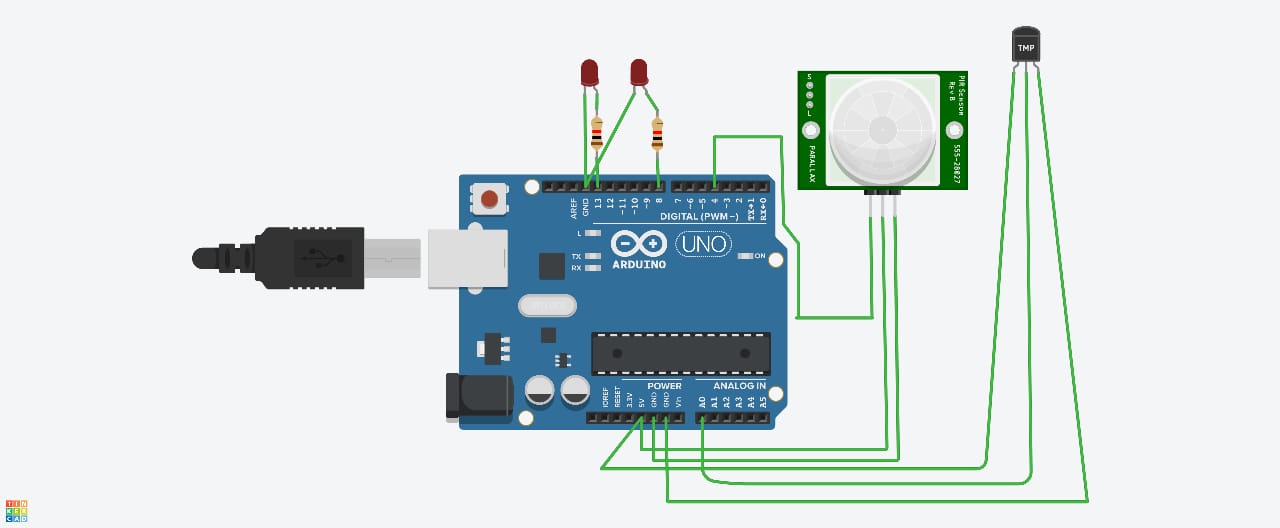 TMP
S
L
PIR SENSOR
REV B
PARALLAX
555-28027
AREF
GND
13
12
~11
~10
~9
8
7
~6
~5
4
~3
2
TX→1
RX←0
DIGITAL (PWM~)
L
TX
RX
ARDUINO
UNO
ON
POWER
ANALOG IN
IOREF
RESET
3.3V
5V
GND
GND
Vin
A0
A1
A2
A3
A4
A5
TIN
KER
CAD